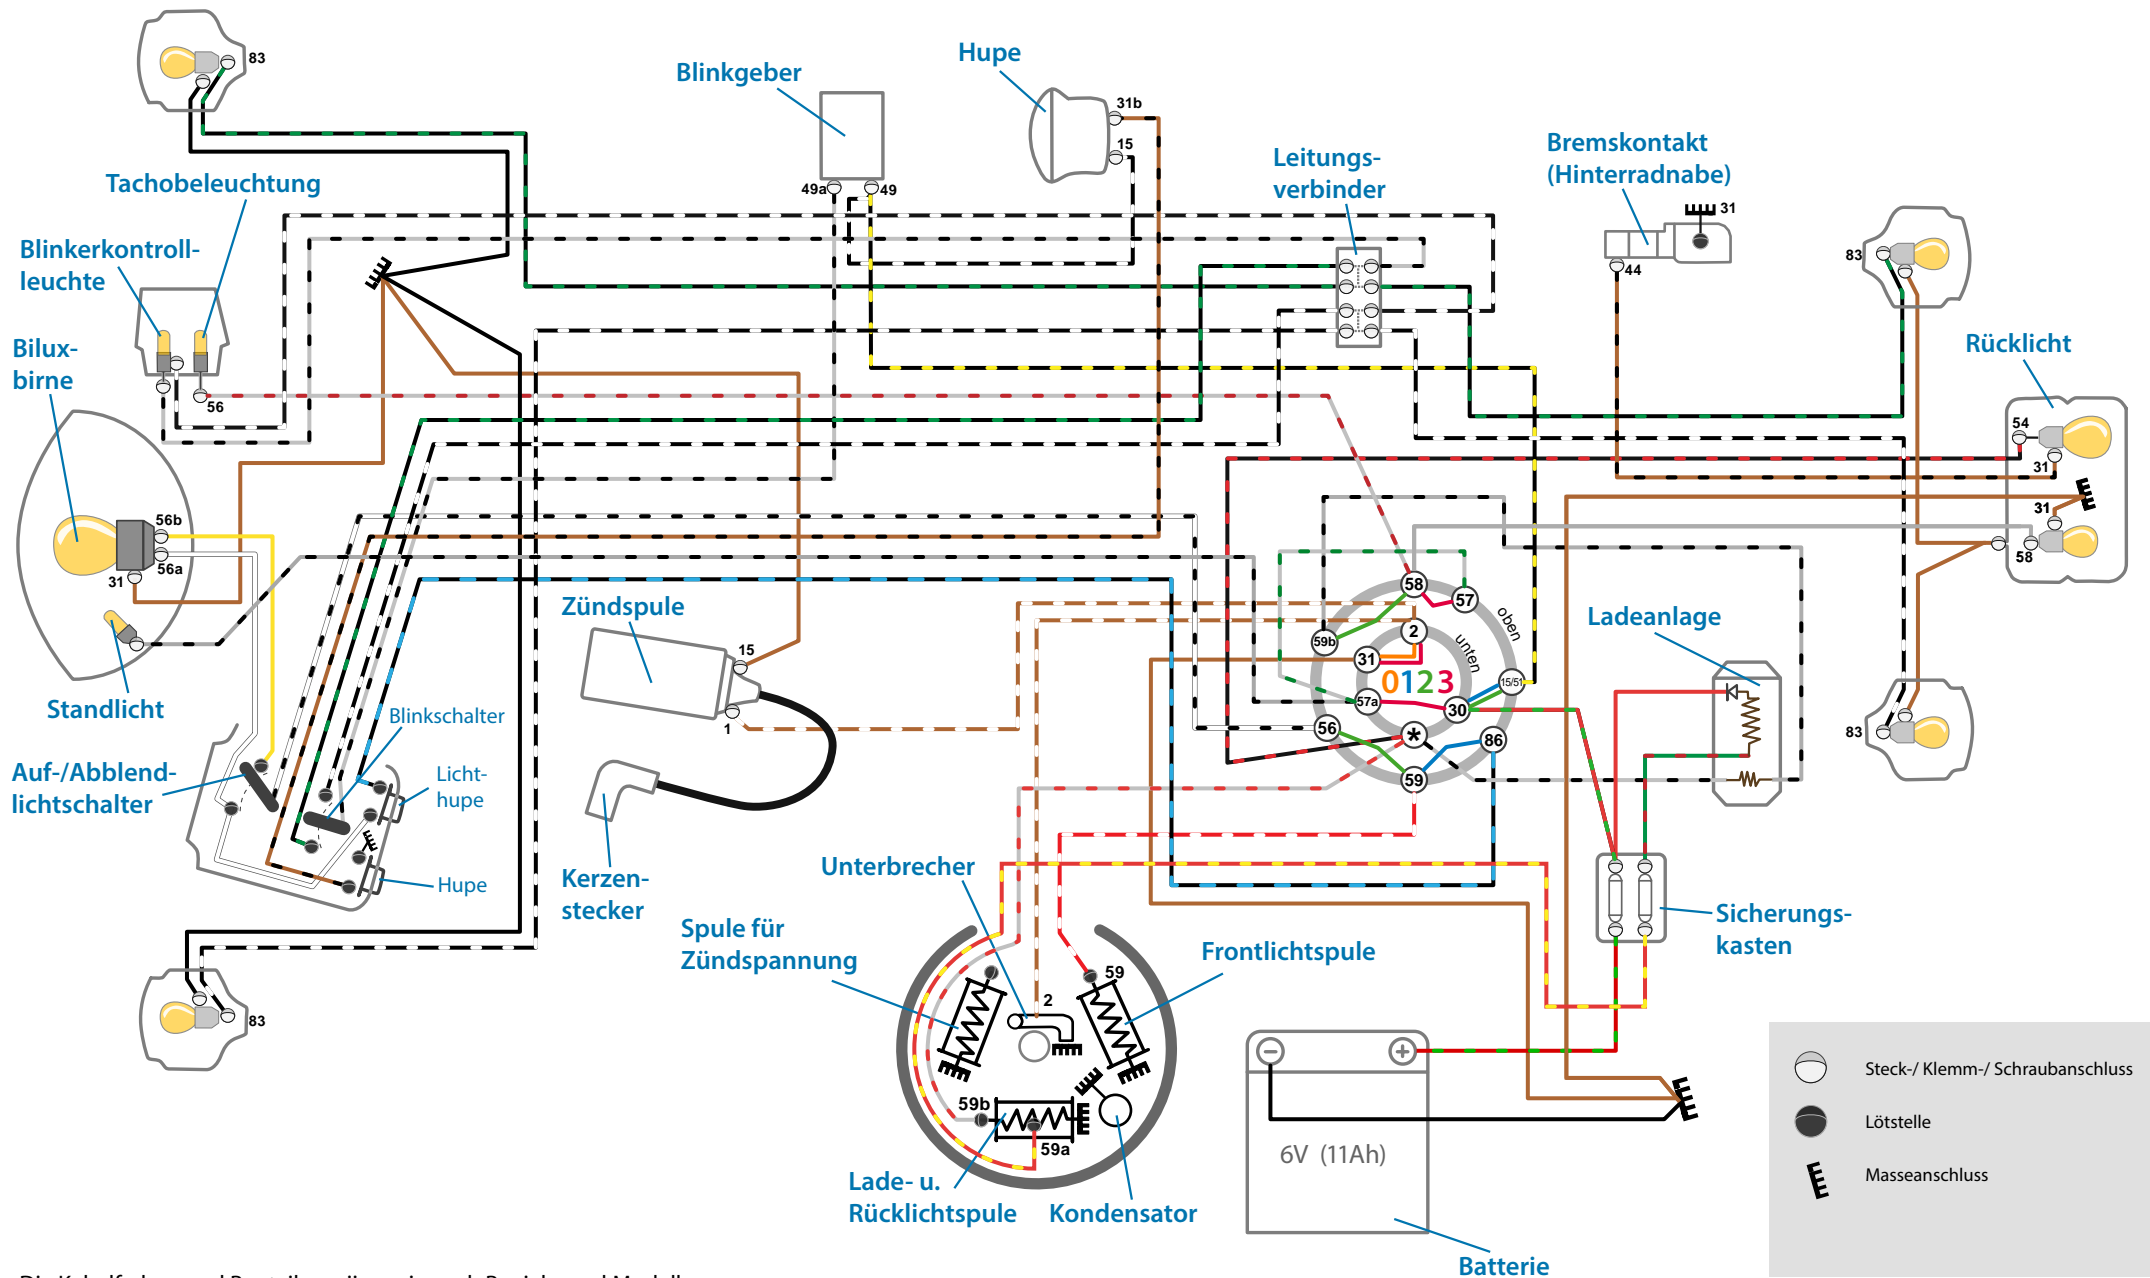 83
Blinkgeber
Hupe
31b
15
49a
49
Leitungs-
verbinder
Bremskontakt
(Hinterradnabe)
31
44
83
Tachobeleuchtung
Blinkerkontroll-
leuchte
56
Bilux-
birne
56b
56a
31
Standlicht
Rücklicht
54
31
31
58
Zündspule
15
1
58
57
59b
2
31
oben
unten
0123
15/51
57a
30
56
*
86
59
Ladeanlage
83
Blinkschalter
Auf-/Abblend-
lichtschalter
Licht-
hupe
Hupe
Kerzen-
stecker
Unterbrecher
Spule für
Zündspannung
Frontlichtspule
59
2
59b
59a
Sicherungs-
kasten
83
Lade- u.
Rücklichtspule
Kondensator
6V (11Ah)
Batterie
Steck-/ Klemm-/ Schraubanschluss
Lötstelle
Masseanschluss